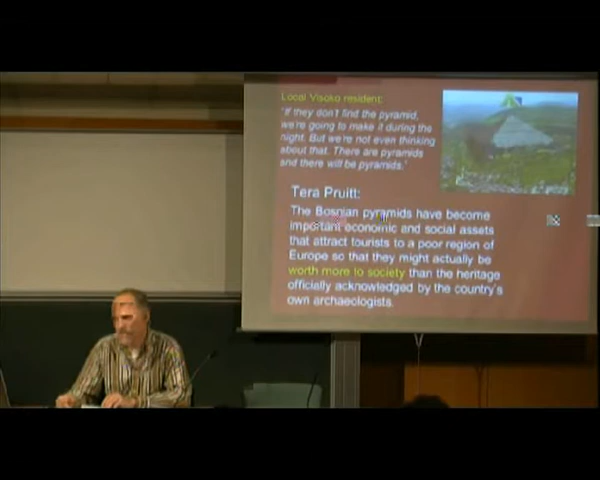 Local Visoko resident:
"If they don't find the pyramid,
we're going to make it during the
night. But we're not even thinking
about that. There are pyramids
and there will be pyramids."
Tera Pruitt:
The Bosnian pyramids have become
important economic and social assets
that attract tourists to a poor region of
Europe so that they might actually be
worth more to society than the heritage
officially acknowledged by the country's
own archaeologists.